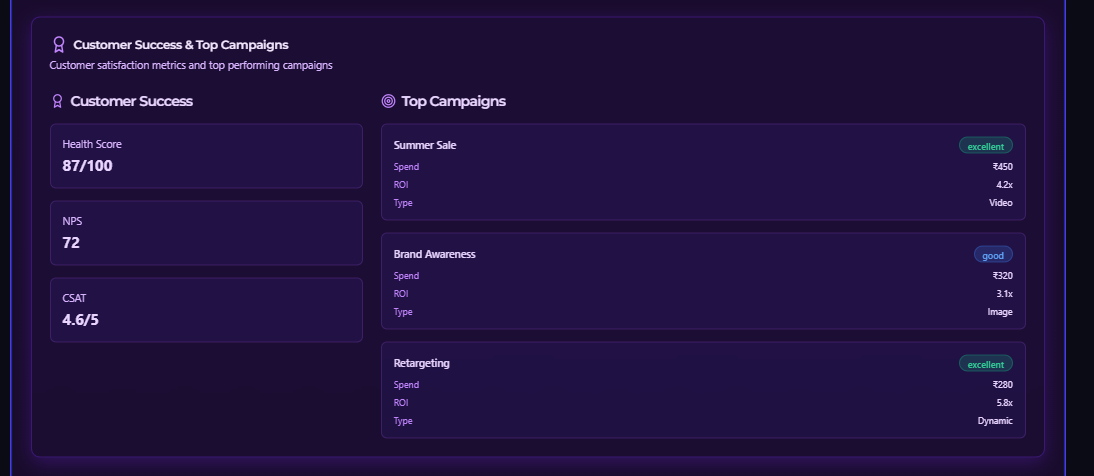 Customer Success & Top Campaigns
Customer satisfaction metrics and top performing campaigns
Customer Success
Health Score
87/100
NPS
72
CSAT
4.6/5
Top Campaigns
Summer Sale excellent
Spend ₹450
ROI 4.2x
Type Video
Brand Awareness good
Spend ₹320
ROI 3.1x
Type Image
Retargeting excellent
Spend ₹280
ROI 5.8x
Type Dynamic